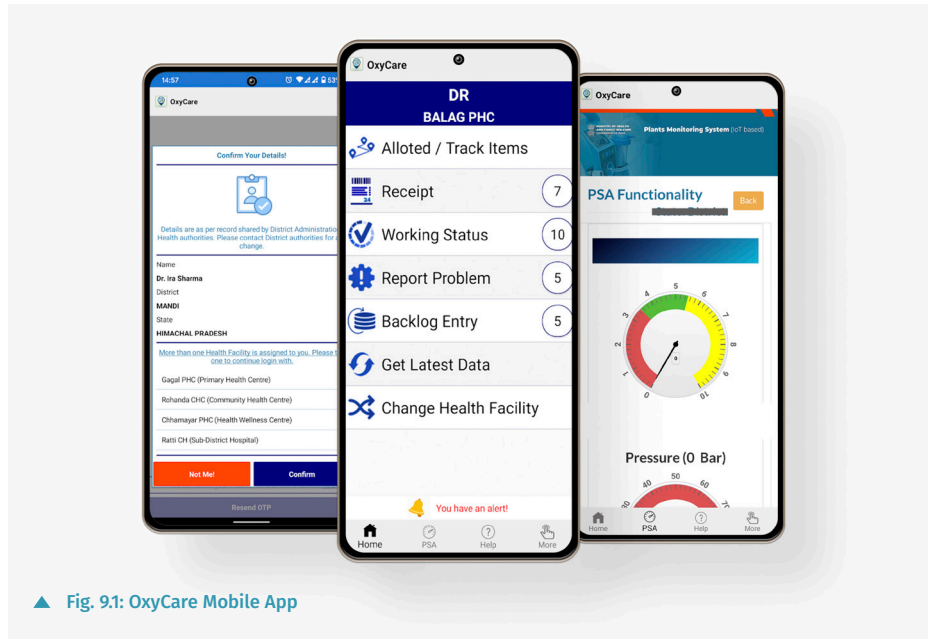 14:57
53%
OxyCare
Confirm Your Details!
Details are as per record shared by District Administration
Health authorities. Please contact District authorities for
change.
Name
Dr. Ira Sharma
District
MANDI
State
HIMACHAL PRADESH
More than one Health Facility is assigned to you. Please
one to continue login with.
Gagal PHC (Primary Health Centre)
Rohanda CHC (Community Health Centre)
Chhamayar PHC (Health Wellness Centre)
Ratti CH (Sub-District Hospital)
Not Me!
Confirm
Resend OTP
OxyCare
DR
BALAG PHC
Alloted / Track Items
Receipt 7
Working Status 10
Report Problem 5
Backlog Entry 5
Get Latest Data
Change Health Facility
You have an alert!
Home PSA Help More
OxyCare
MINISTRY OF HEALTH
AND FAMILY WELFARE
Plants Monitoring System (IoT based)
PSA Functionality
Back
0 1 2 3 4 5 6 7 8 9 10
0
Pressure (0 Bar)
30 40 50 60 70
Home PSA Help More
Fig. 9.1: OxyCare Mobile App